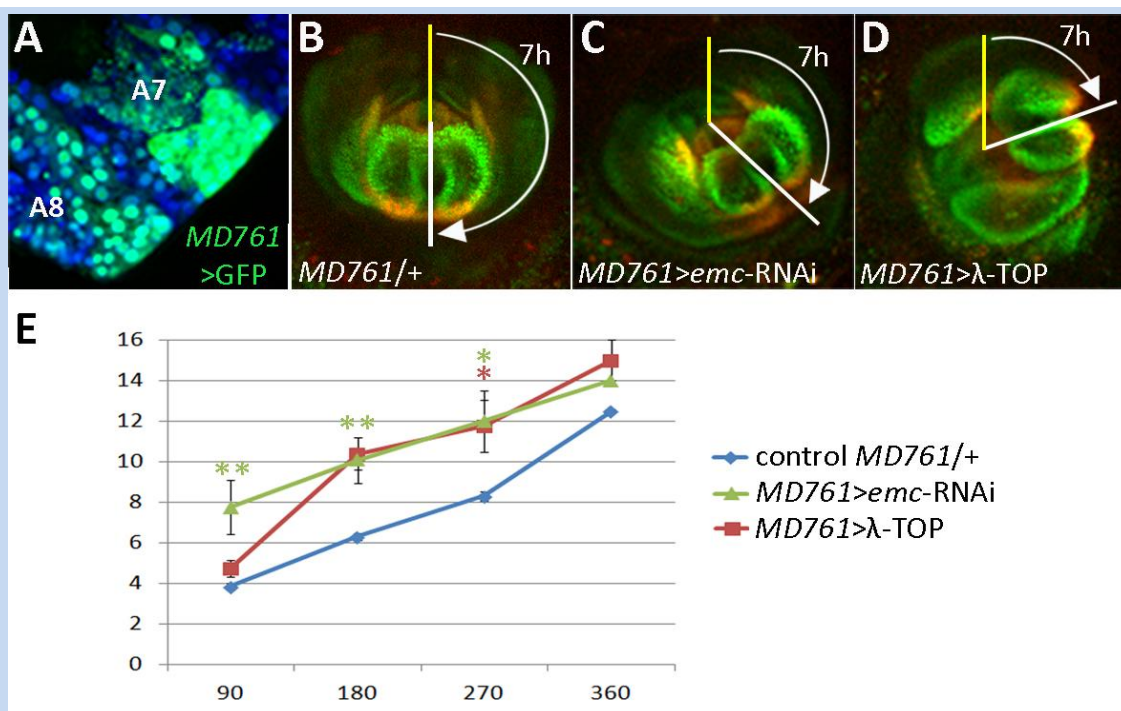 A
A7
A8
MD761
>GFP
B
7h
MD761/+
C
7h
MD761>emc-RNAi
D
7h
MD761>λ-TOP
E
16
14
12
10
8
6
4
2
0
90
180
270
360
**
**
*
*
control MD761/+
MD761>emc-RNAi
MD761>λ-TOP